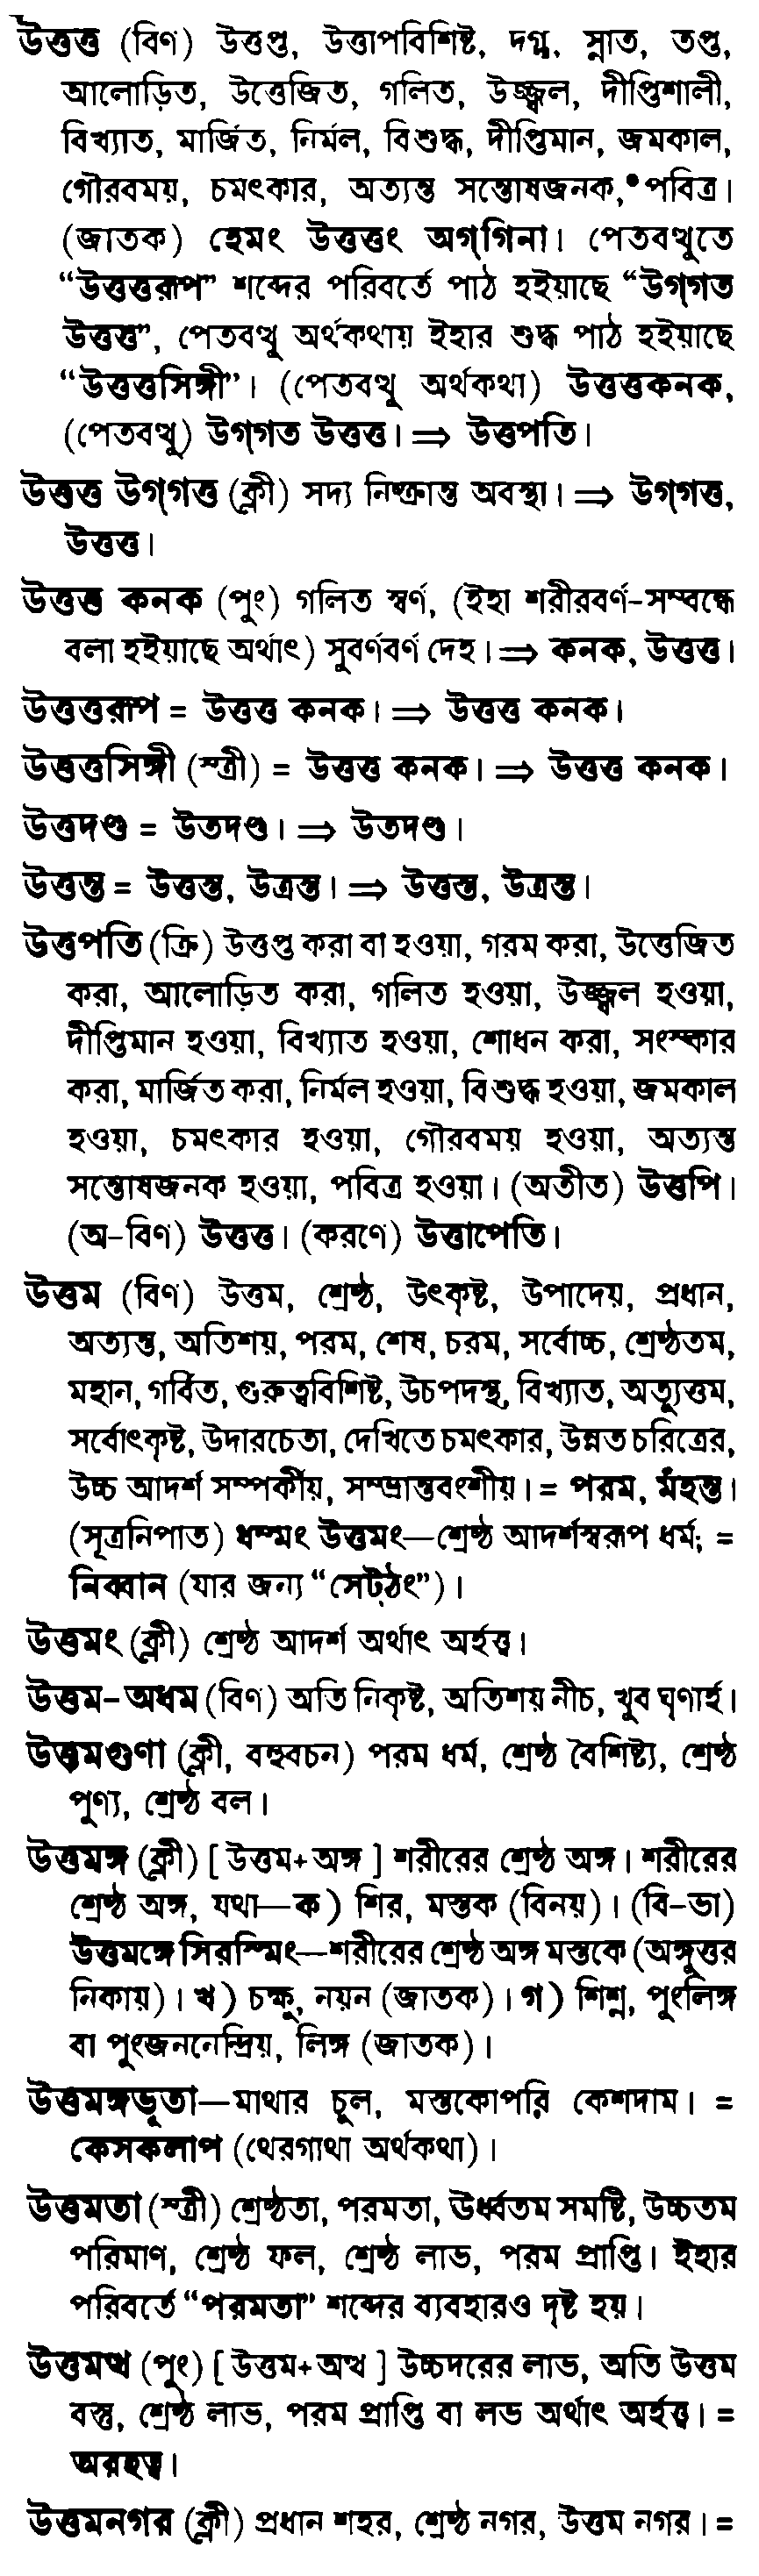 উত্তত্ত (বিণ) উত্তপ্ত, উত্তাপবিশিষ্ট, দগ্ধ, স্নাত, তপ্ত,
আলোড়িত, উত্তেজিত, গলিত, উজ্জ্বল, দীপ্তিশালী,
বিখ্যাত, মার্জিত, নির্মল, বিশুদ্ধ, দীপ্তিমান, জমকাল,
গৌরবময়, চমৎকার, অত্যন্ত সন্তোষজনক, পবিত্র।
(জাতক) হেমং উত্তত্তং অগ্‌গিনা। পেতবত্থুতে
“উত্তত্তরূপ” শব্দের পরিবর্তে পাঠ হইয়াছে “উগ্‌গত
উত্তত্ত”, পেতবত্থু অর্থকথায় ইহার শুদ্ধ পাঠ হইয়াছে
“উত্তত্তসিঙ্গী”। (পেতবত্থু অর্থকথা) উত্তত্তকনক,
(পেতবত্থু) উগ্‌গত উত্তত্ত। ⇒ উত্তপতি।
উত্তত্ত উগ্‌গত্ত (ক্লী) সদ্য নিষ্ক্রান্ত অবস্থা। ⇒ উগ্‌গত্ত,
উত্তত্ত।
উত্তত্ত কনক (পুং) গলিত স্বর্ণ, (ইহা শরীরবর্ণ-সম্বন্ধে
বলা হইয়াছে অর্থাৎ) সুবর্ণবর্ণ দেহ। ⇒ কনক, উত্তত্ত।
উত্তত্তরূপ = উত্তত্ত কনক। ⇒ উত্তত্ত কনক।
উত্তত্তসিঙ্গী (স্ত্রী) = উত্তত্ত কনক। ⇒ উত্তত্ত কনক।
উত্তদণ্ড = উতদণ্ড। ⇒ উতদণ্ড।
উত্তন্ত = উত্তস্ত, উত্রস্ত। ⇒ উত্তস্ত, উত্রস্ত।
উত্তপতি (ক্রি) উত্তপ্ত করা বা হওয়া, গরম করা, উত্তেজিত
করা, আলোড়িত করা, গলিত হওয়া, উজ্জ্বল হওয়া,
দীপ্তিমান হওয়া, বিখ্যাত হওয়া, শোধন করা, সংস্কার
করা, মার্জিত করা, নির্মল হওয়া, বিশুদ্ধ হওয়া, জমকাল
হওয়া, চমৎকার হওয়া, গৌরবময় হওয়া, অত্যন্ত
সন্তোষজনক হওয়া, পবিত্র হওয়া। (অতীত) উত্তপি।
(অ-বিণ) উত্তত্ত। (করণে) উত্তাপেতি।
উত্তম (বিণ) উত্তম, শ্রেষ্ঠ, উৎকৃষ্ট, উপাদেয়, প্রধান,
অত্যন্ত, অতিশয়, পরম, শেষ, চরম, সর্বোচ্চ, শ্রেষ্ঠতম,
মহান, গর্বিত, গুরুত্ববিশিষ্ট, উচপদস্থ, বিখ্যাত, অত্যুত্তম,
সর্বোৎকৃষ্ট, উদারচেতা, দেখিতে চমৎকার, উন্নত চরিত্রের,
উচ্চ আদর্শ সম্পর্কীয়, সম্ভ্রান্তবংশীয়। = পরম, মহন্ত।
(সূত্রনিপাত) ধম্মং উত্তমং—শ্রেষ্ঠ আদর্শস্বরূপ ধর্ম; =
নিব্বান (যার জন্য “সেট্‌ঠং”)।
উত্তমং (ক্লী) শ্রেষ্ঠ আদর্শ অর্থাৎ অর্হত্ত্ব।
উত্তম-অধম (বিণ) অতি নিকৃষ্ট, অতিশয় নীচ, খুব ঘৃণার্হ।
উত্তমগুণা (ক্লী, বহুবচন) পরম ধর্ম, শ্রেষ্ঠ বৈশিষ্ট্য, শ্রেষ্ঠ
পুণ্য, শ্রেষ্ঠ বল।
উত্তমঙ্গ (ক্লী) [ উত্তম+অঙ্গ ] শরীরের শ্রেষ্ঠ অঙ্গ। শরীরের
শ্রেষ্ঠ অঙ্গ, যথা—ক) শির, মস্তক (বিনয়)। (বি-ভা)
উত্তমঙ্গে সিরস্মিং—শরীরের শ্রেষ্ঠ অঙ্গ মস্তকে (অঙ্গুত্তর
নিকায়)। খ) চক্ষু, নয়ন (জাতক)। গ) শিশ্ন, পুংলিঙ্গ
বা পুংজননেন্দ্রিয়, লিঙ্গ (জাতক)।
উত্তমঙ্গভূতা—মাথার চুল, মস্তকোপরি কেশদাম। =
কেসকলাপ (থেরগাথা অর্থকথা)।
উত্তমতা (স্ত্রী) শ্রেষ্ঠতা, পরমতা, ঊর্ধ্বতম সমষ্টি, উচ্চতম
পরিমাণ, শ্রেষ্ঠ ফল, শ্রেষ্ঠ লাভ, পরম প্রাপ্তি। ইহার
পরিবর্তে “পরমতা” শব্দের ব্যবহারও দৃষ্ট হয়।
উত্তমত্থ (পুং) [ উত্তম+অত্থ ] উচ্চদরের লাভ, অতি উত্তম
বস্তু, শ্রেষ্ঠ লাভ, পরম প্রাপ্তি বা লভ অর্থাৎ অর্হত্ত্ব। =
অরহত্ত্ব।
উত্তমনগর (ক্লী) প্রধান শহর, শ্রেষ্ঠ নগর, উত্তম নগর। =